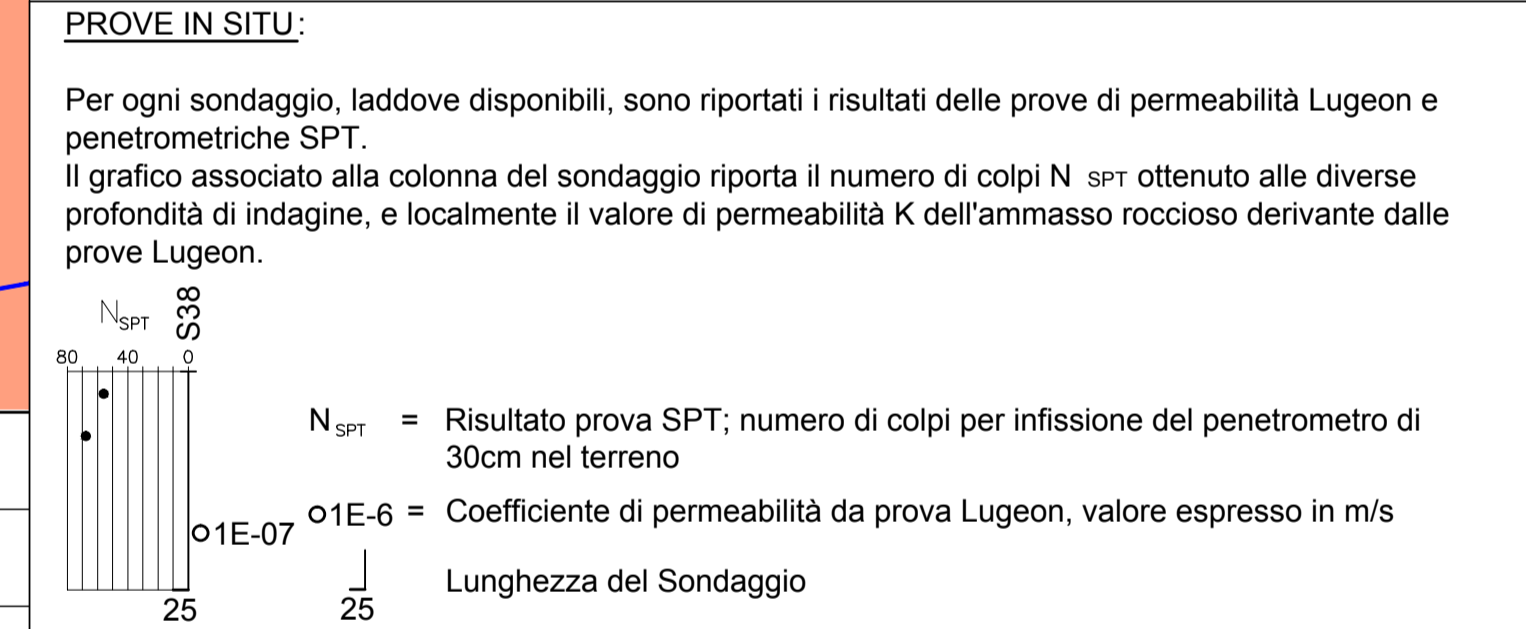 PROVE IN SITU:
Per ogni sondaggio, laddove disponibili, sono riportati i risultati delle prove di permeabilità Lugeon e
penetrometriche SPT.
Il grafico associato alla colonna del sondaggio riporta il numero di colpi N SPT ottenuto alle diverse
profondità di indagine, e localmente il valore di permeabilità K dell'ammasso roccioso derivante dalle
prove Lugeon.
NSPT S38
80 40 0
N SPT = Risultato prova SPT; numero di colpi per infissione del penetrometro di
30cm nel terreno
1E-07
1E-6 = Coefficiente di permeabilità da prova Lugeon, valore espresso in m/s
Lunghezza del Sondaggio
25
25